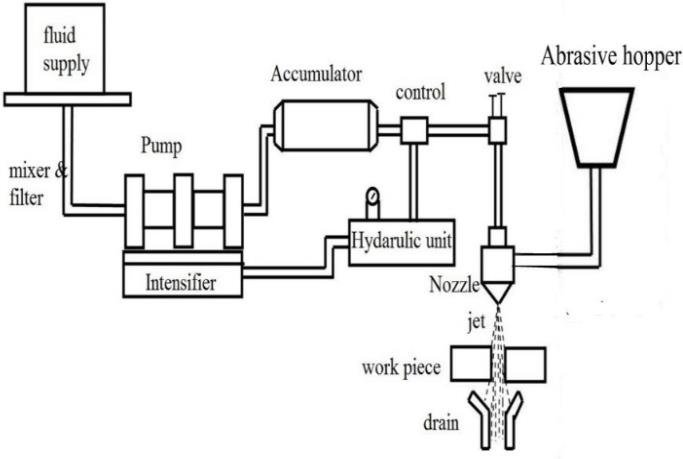 fluid
supply
Abrasive hopper
Accumulator
valve
control
Pump
mixer &
filter
Hydarulic unit
Intensifier
Nozzle
jet
work piece
drain